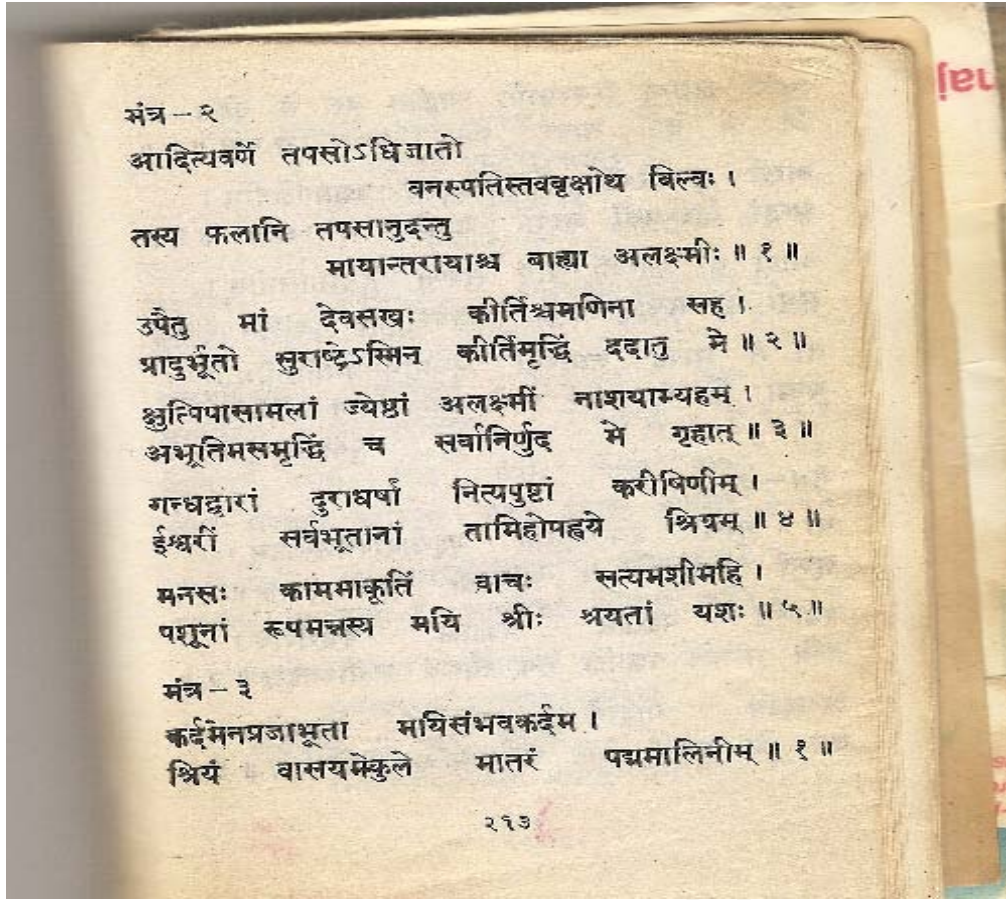 मंत्र – २
आदित्यवर्णे तपसोऽधिजातो
वनस्पतिस्तववृक्षोथ बिल्वः ।
तस्य फलानि तपसानुदन्तु
मायान्तरायाश्च बाह्या अलक्ष्मीः ॥ १ ॥
उपैतु मां देवसखः कीर्तिश्चमणिना सह ।
प्रादुर्भूतो सुराष्ट्रेऽस्मिन् कीर्तिमृद्धिं ददातु मे ॥ २ ॥
क्षुत्पिपासामलां ज्येष्ठां अलक्ष्मीं नाशयाम्यहम् ।
अभूतिमसमृद्धिं च सर्वानिर्णुद मे गृहात् ॥ ३ ॥
गन्धद्वारां दुराधर्षां नित्यपुष्टां करीषिणीम् ।
ईश्वरीं सर्वभूतानां तामिहोपह्वये श्रियम् ॥ ४ ॥
मनसः काममाकूतिं वाचः सत्यमशीमहि ।
पशूनां रूपमन्नस्य मयि श्रीः श्रयतां यशः ॥ ५ ॥
मंत्र – ३
कर्दमेनप्रजाभूता मयिसंभवकर्दम ।
श्रियं वासयमेकुले मातरं पद्ममालिनीम् ॥ १ ॥
२१३
naj